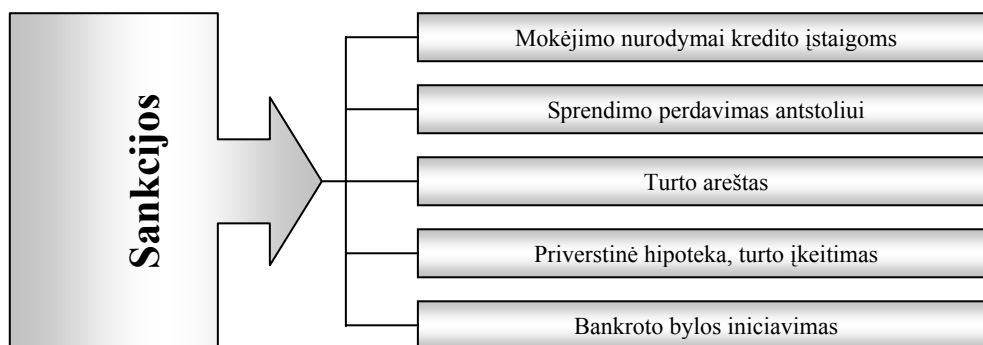 Sankcijos
Mokėjimo nurodymai kredito įstaigoms
Sprendimo perdavimas antstoliui
Turto areštas
Priverstinė hipoteka, turto įkeitimas
Bankroto bylos iniciavimas